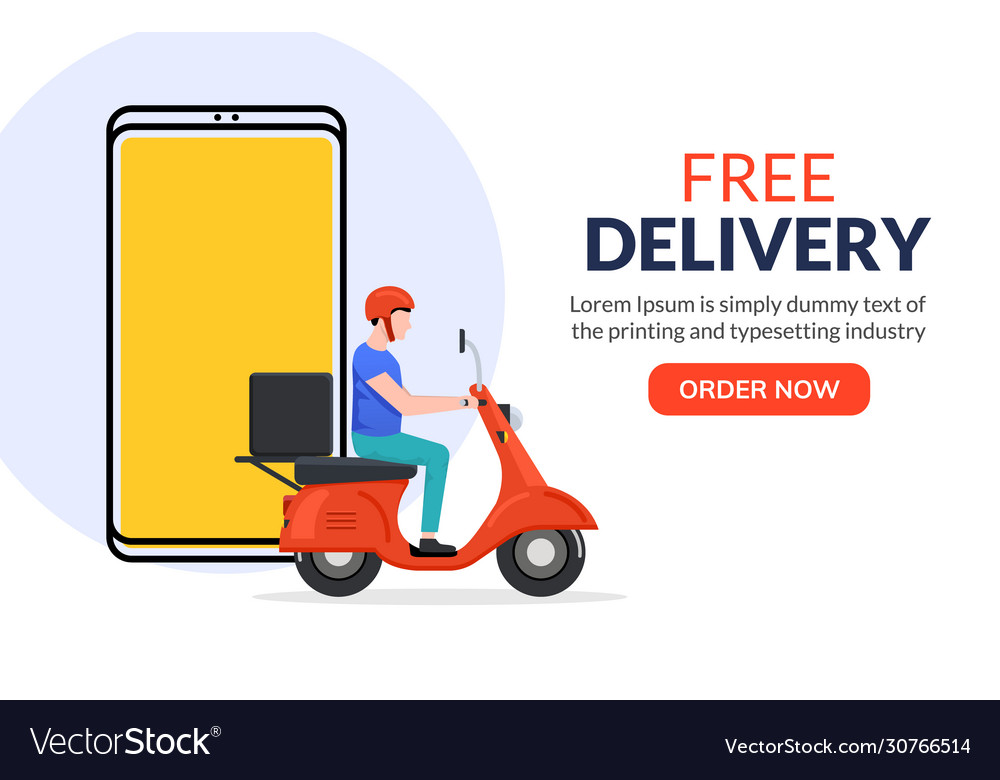 FREE
DELIVERY
Lorem Ipsum is simply dummy text of
the printing and typesetting industry
ORDER NOW
VectorStock®
VectorStock.com/30766514